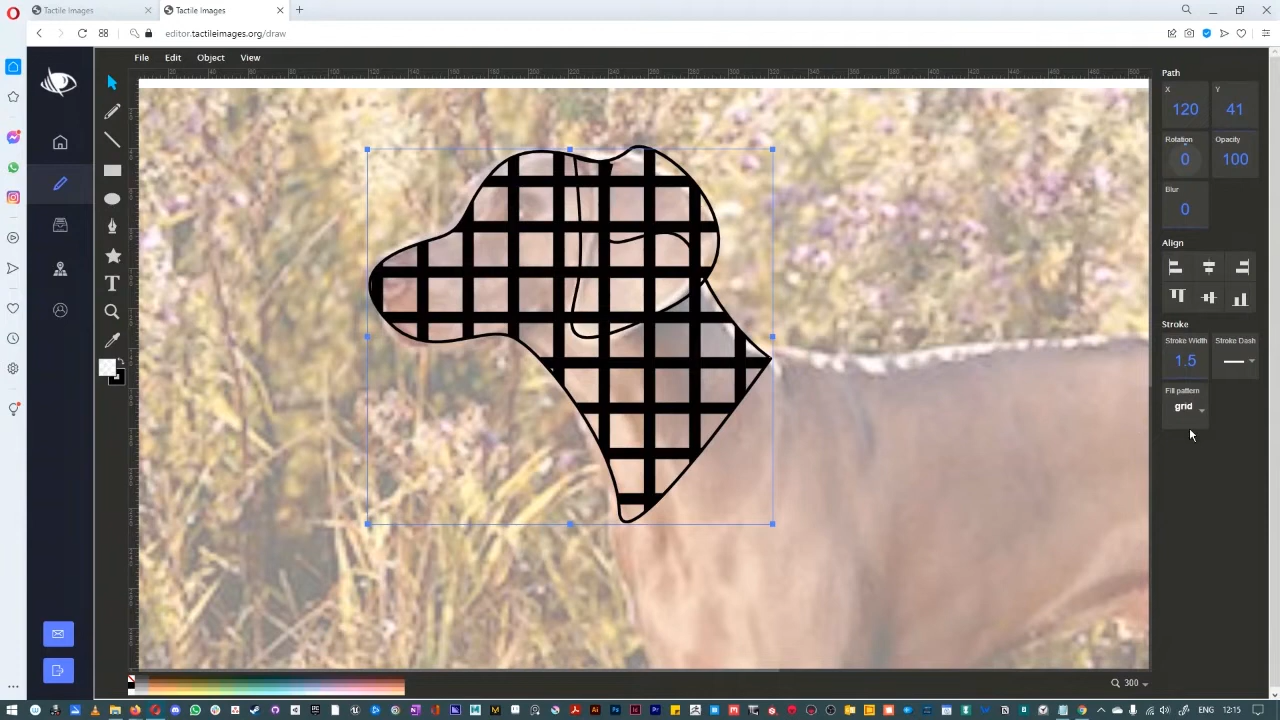 Tactile Images
Tactile Images
editor.tactileimages.org/draw
File Edit Object View
Path
X Y
120 41
Rotation Opacity
0 100
Blur
0
Align
Stroke
Stroke Width Stroke Dash
1.5
Fill pattern
grid
300
ENG 12:15